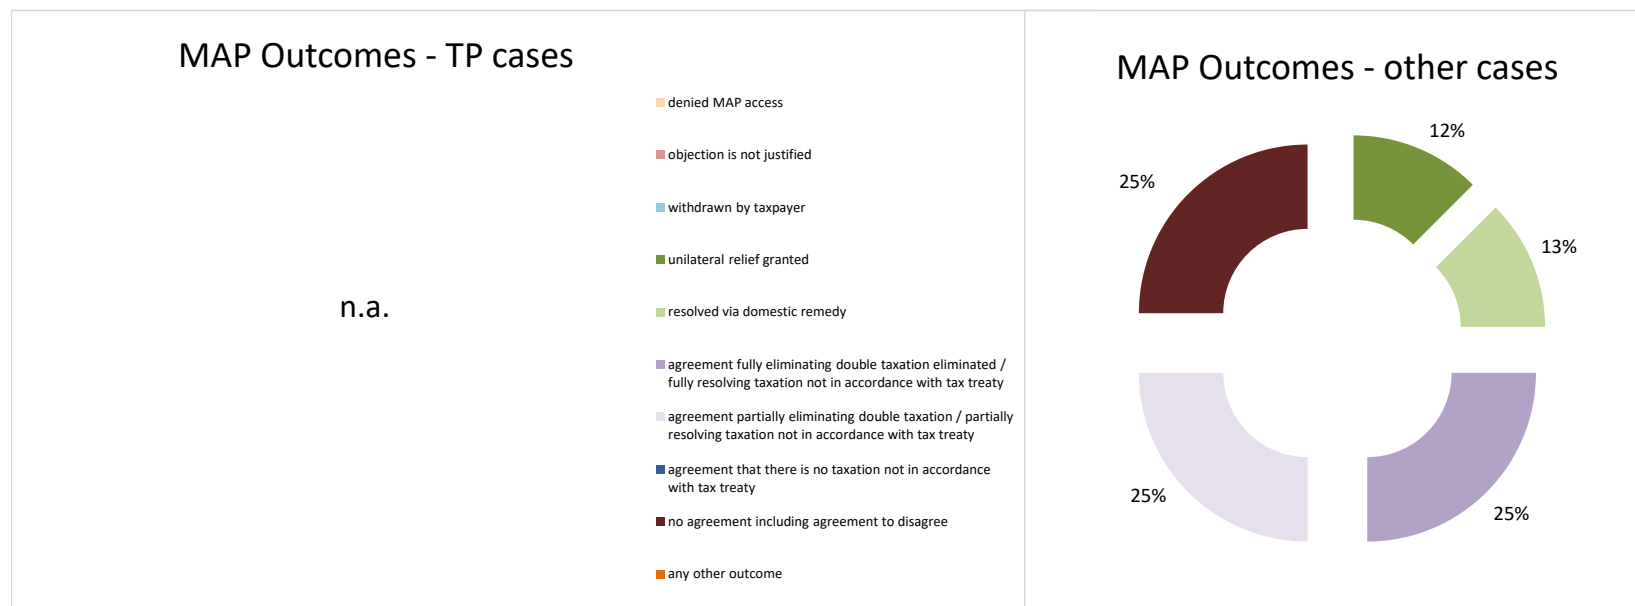 MAP Outcomes - TP cases
n.a.
denied MAP access
objection is not justified
withdrawn by taxpayer
unilateral relief granted
resolved via domestic remedy
agreement fully eliminating double taxation eliminated /
fully resolving taxation not in accordance with tax treaty
agreement partially eliminating double taxation / partially
resolving taxation not in accordance with tax treaty
agreement that there is no taxation not in accordance
with tax treaty
no agreement including agreement to disagree
any other outcome
MAP Outcomes - other cases
12%
13%
25%
25%
25%